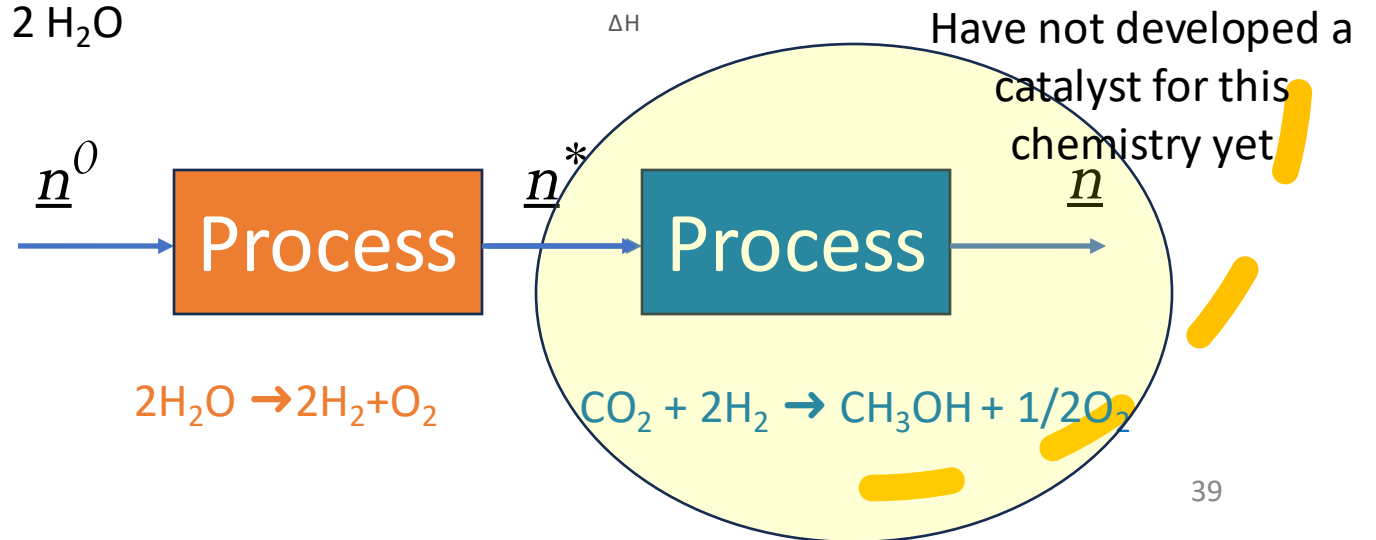 2 H₂O
ΔH
Have not developed a
catalyst for this
chemistry yet
n⁰
n*
n
Process
Process
2H₂O → 2H₂+O₂
CO₂ + 2H₂ → CH₃OH + 1/2O₂
39